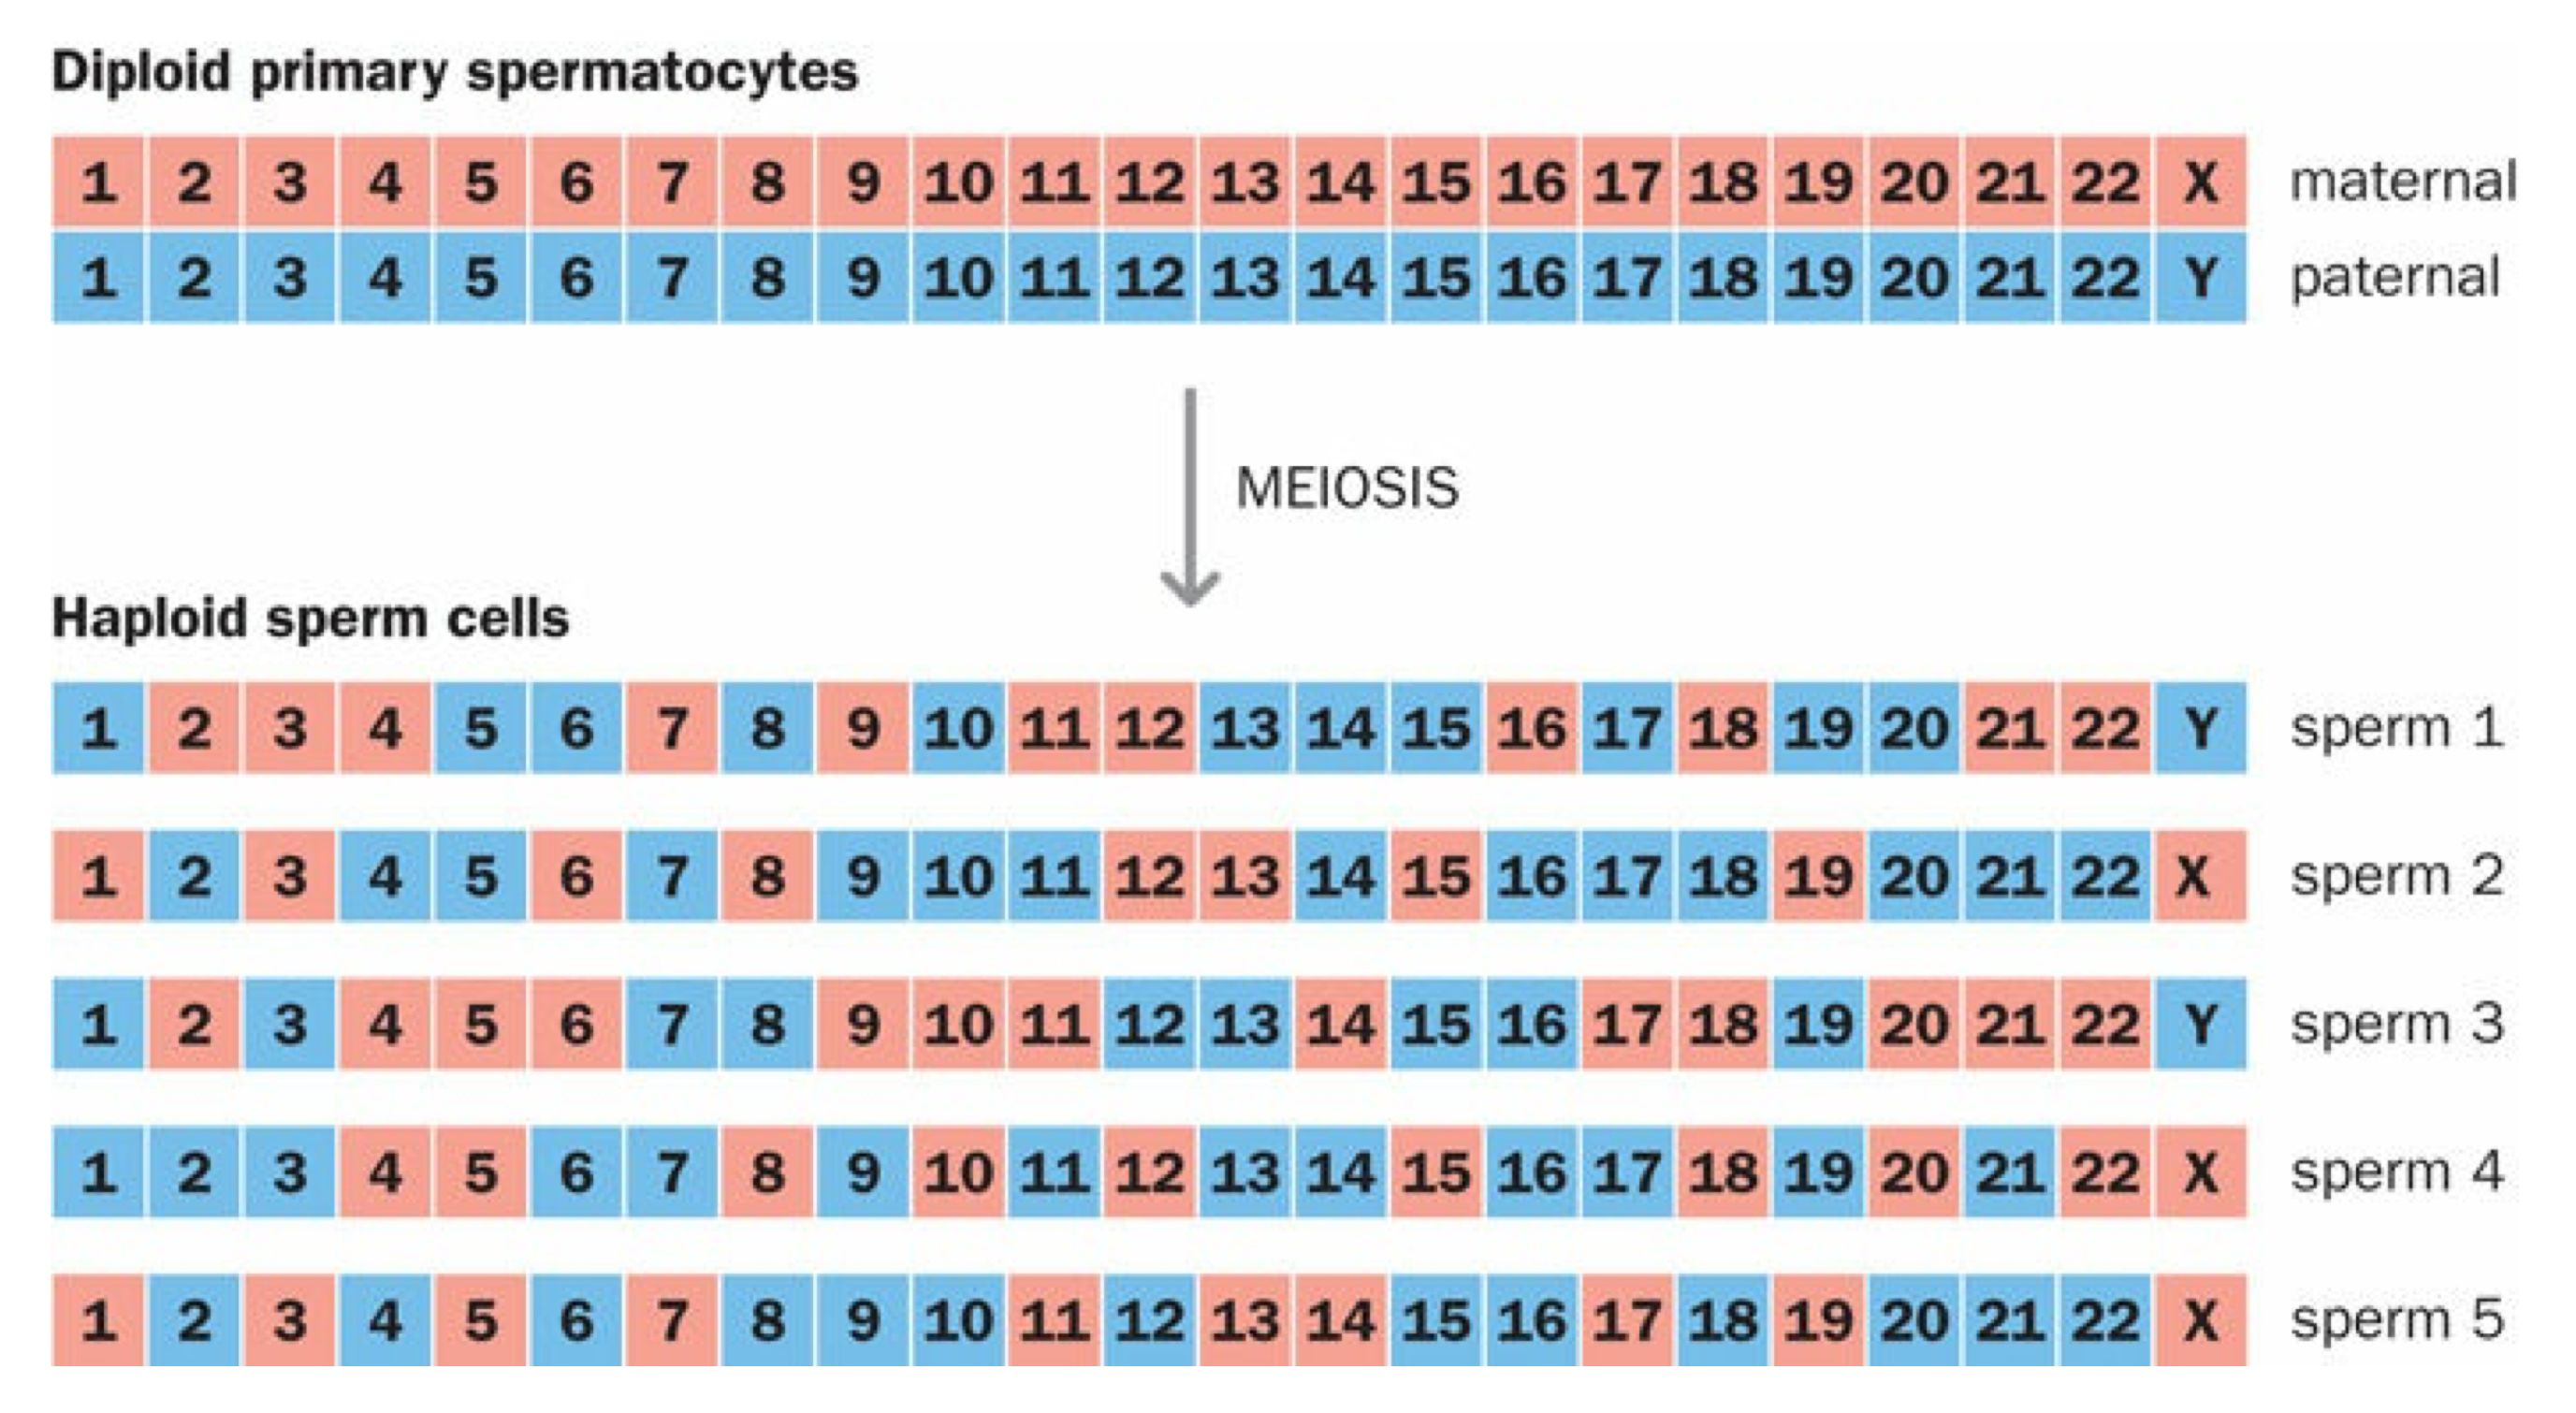 Diploid primary spermatocytes
1 2 3 4 5 6 7 8 9 10 11 12 13 14 15 16 17 18 19 20 21 22 X maternal
1 2 3 4 5 6 7 8 9 10 11 12 13 14 15 16 17 18 19 20 21 22 Y paternal
MEIOSIS
Haploid sperm cells
1 2 3 4 5 6 7 8 9 10 11 12 13 14 15 16 17 18 19 20 21 22 Y sperm 1
1 2 3 4 5 6 7 8 9 10 11 12 13 14 15 16 17 18 19 20 21 22 X sperm 2
1 2 3 4 5 6 7 8 9 10 11 12 13 14 15 16 17 18 19 20 21 22 Y sperm 3
1 2 3 4 5 6 7 8 9 10 11 12 13 14 15 16 17 18 19 20 21 22 X sperm 4
1 2 3 4 5 6 7 8 9 10 11 12 13 14 15 16 17 18 19 20 21 22 X sperm 5